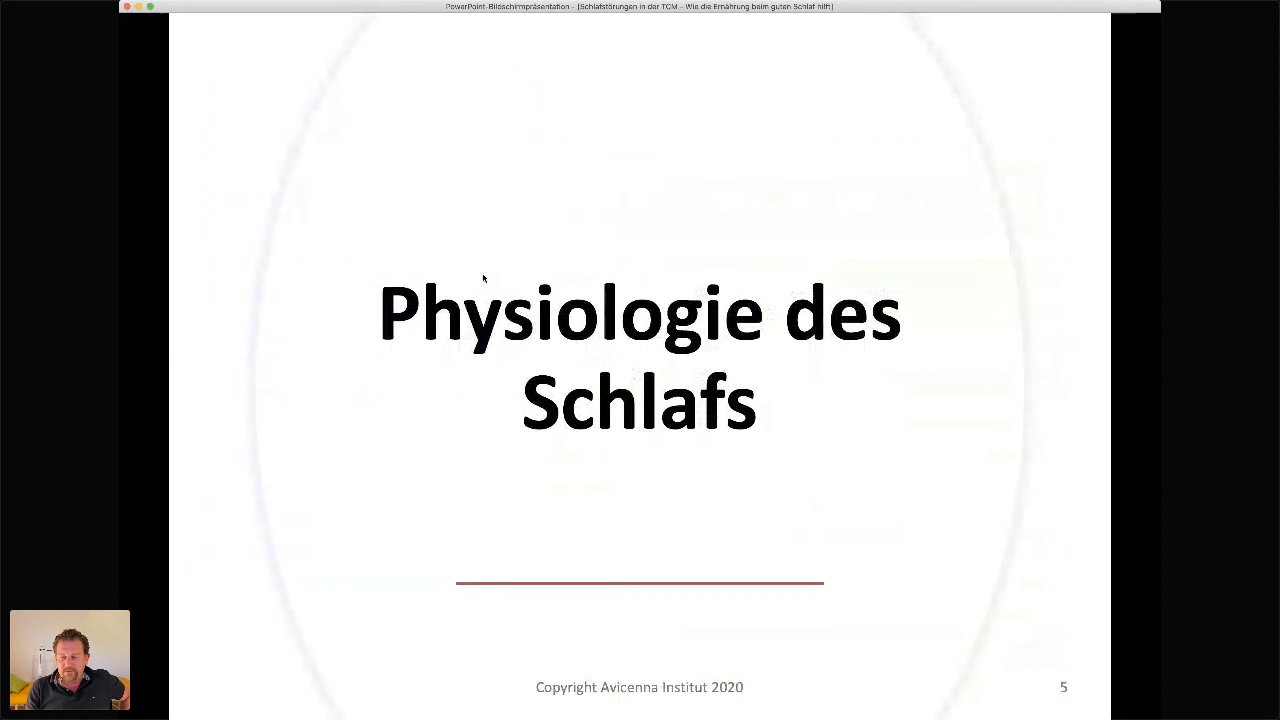 PowerPoint-Bildschirmpräsentation - [Schlafstörungen in der TCM - Wie die Ernährung beim guten Schlaf hilft]
Physiologie des
Schlafs
Copyright Avicenna Institut 2020
5